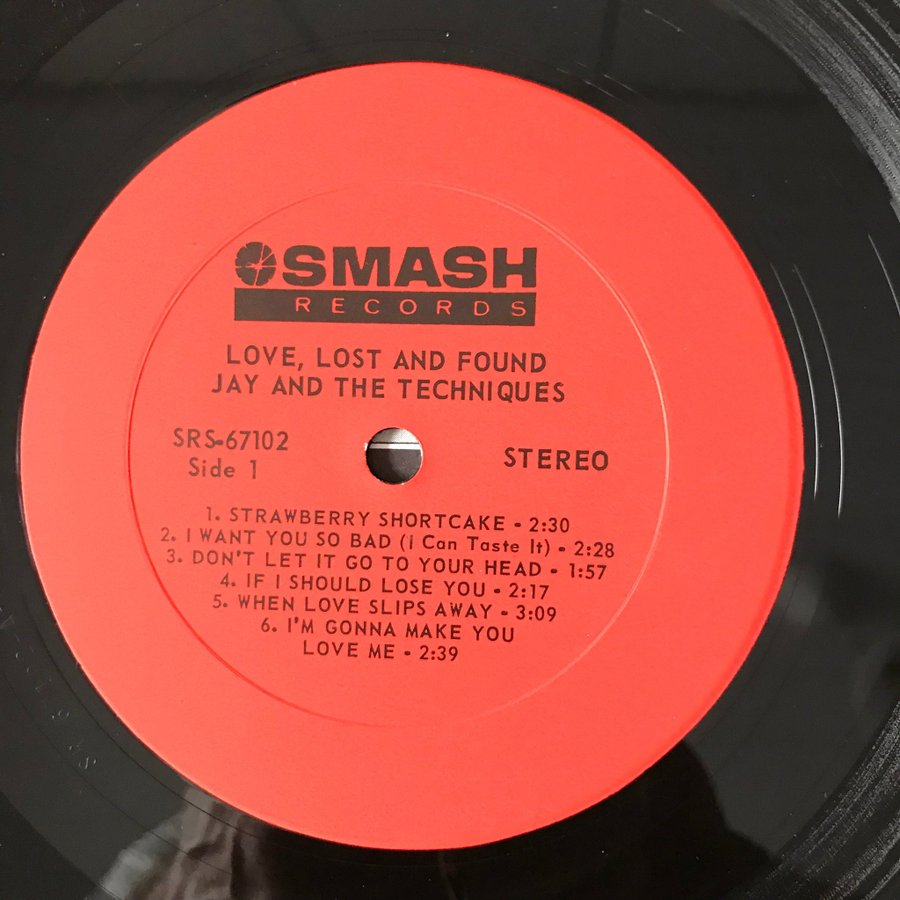 SMASH
RECORDS
LOVE, LOST AND FOUND
JAY AND THE TECHNIQUES
SRS-67102
Side 1
STEREO
1. STRAWBERRY SHORTCAKE - 2:30
2. I WANT YOU SO BAD (i Can Taste It) - 2:28
3. DON'T LET IT GO TO YOUR HEAD - 1:57
4. IF I SHOULD LOSE YOU - 2:17
5. WHEN LOVE SLIPS AWAY - 3:09
6. I'M GONNA MAKE YOU
LOVE ME - 2:39